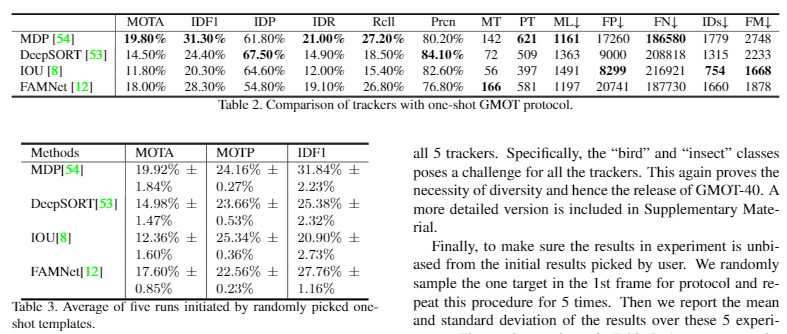 MOTA IDF1 IDP IDR Rcll Prcn MT PT ML↓ FP↓ FN↓ IDs↓ FM↓
MDP [54] 19.80% 31.30% 61.80% 21.00% 27.20% 80.20% 142 621 1161 17260 186580 1779 2748
DeepSORT [53] 14.50% 24.40% 67.50% 14.90% 18.50% 84.10% 72 509 1363 9000 208818 1315 2233
IOU [8] 11.80% 20.30% 64.60% 12.00% 15.40% 82.60% 56 397 1491 8299 216921 754 1668
FAMNet [12] 18.00% 28.30% 54.80% 19.10% 26.80% 76.80% 166 581 1197 20741 187730 1660 1878
Table 2. Comparison of trackers with one-shot GMOT protocol.
Methods MOTA MOTP IDF1
MDP[54] 19.92% ± 24.16% ± 31.84% ±
1.84% 0.27% 2.23%
DeepSORT[53] 14.98% ± 23.66% ± 25.38% ±
1.47% 0.53% 2.32%
IOU[8] 12.36% ± 25.34% ± 20.90% ±
1.60% 0.36% 2.73%
FAMNet[12] 17.60% ± 22.56% ± 27.76% ±
0.85% 0.23% 1.16%
Table 3. Average of five runs initiated by randomly picked one-
shot templates.
all 5 trackers. Specifically, the “bird” and “insect” classes
poses a challenge for all the trackers. This again proves the
necessity of diversity and hence the release of GMOT-40. A
more detailed version is included in Supplementary Mate-
rial.
Finally, to make sure the results in experiment is unbi-
ased from the initial results picked by user. We randomly
sample the one target in the 1st frame for protocol and re-
peat this procedure for 5 times. Then we report the mean
and standard deviation of the results over these 5 experi-